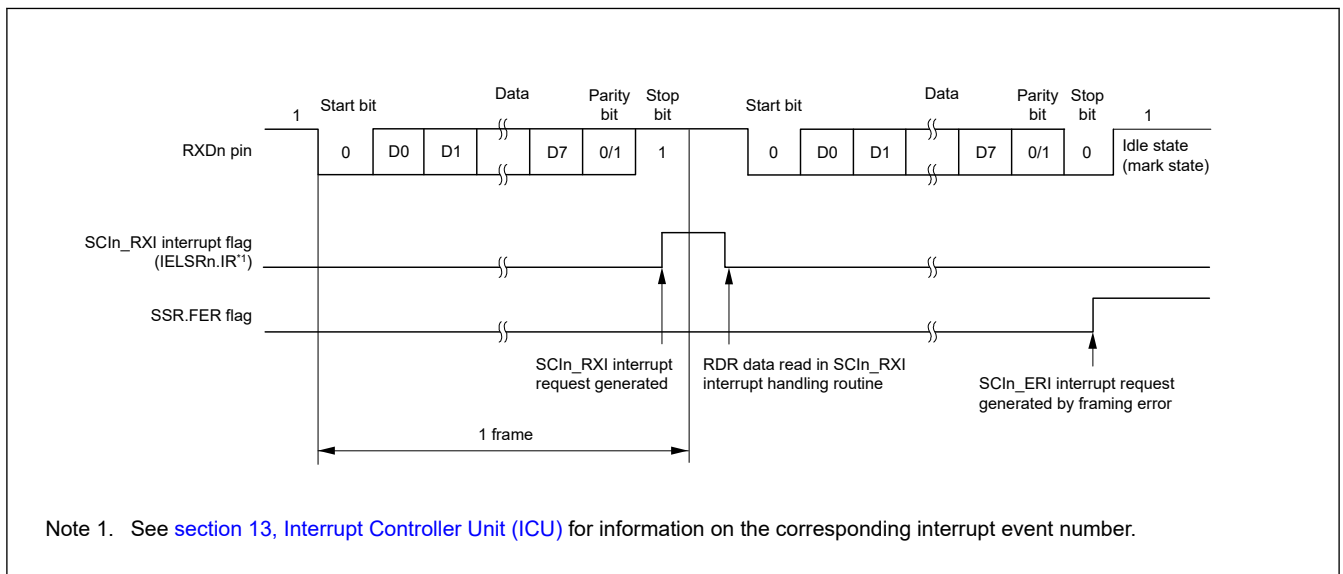 1
Start bit
Data
Parity
bit
Stop
bit
Start bit
Data
Parity
bit
Stop
bit
1
RXDn pin
0
D0
D1
D7
0/1
1
0
D0
D1
D7
0/1
0
Idle state
(mark state)
SCIn_RXI interrupt flag
(IELSRn.IR*1)
SSR.FER flag
SCIn_RXI interrupt
request generated
RDR data read in SCIn_RXI
interrupt handling routine
SCIn_ERI interrupt request
generated by framing error
1 frame
Note 1. See section 13, Interrupt Controller Unit (ICU) for information on the corresponding interrupt event number.